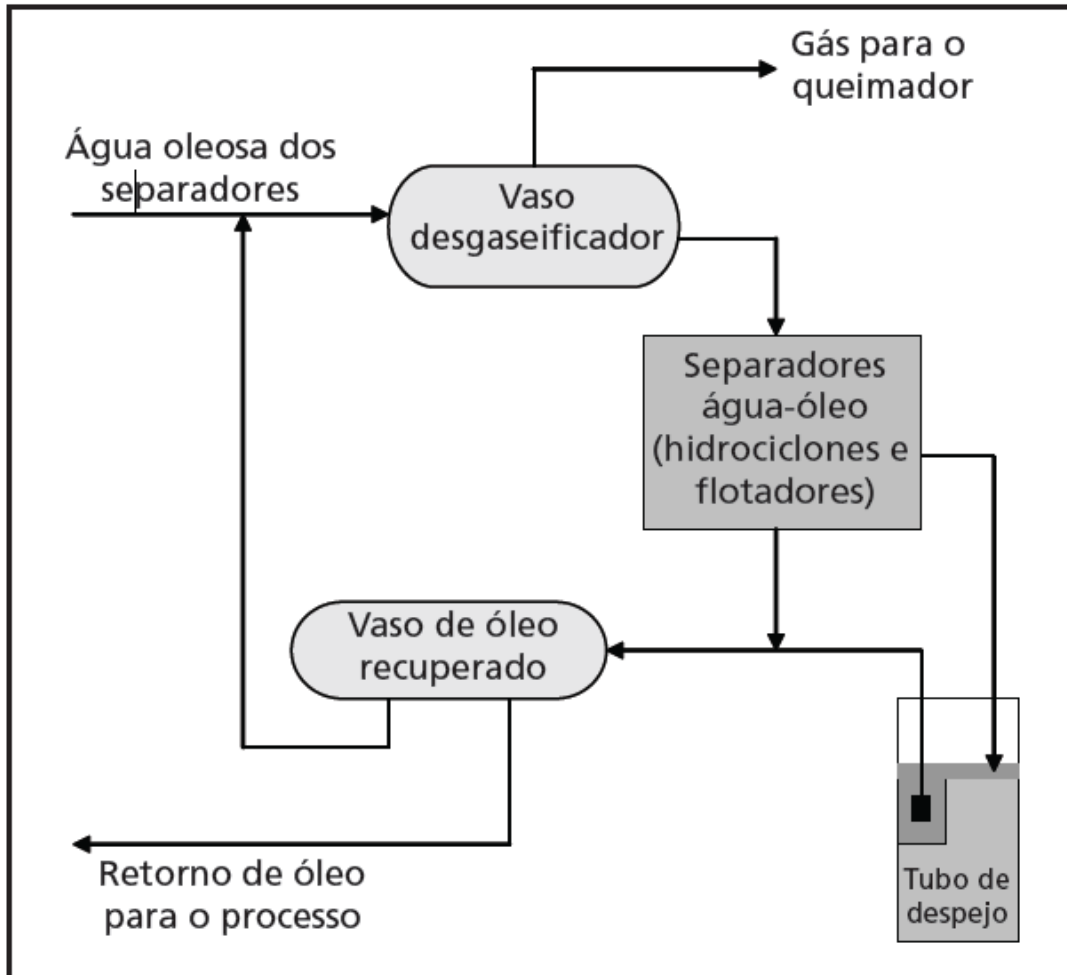 Gás para o
queimador
Água oleosa dos
separadores
Vaso
desgaseificador
Separadores
água-óleo
(hidrociclones e
flotadores)
Vaso de óleo
recuperado
Retorno de óleo
para o processo
Tubo de
despejo